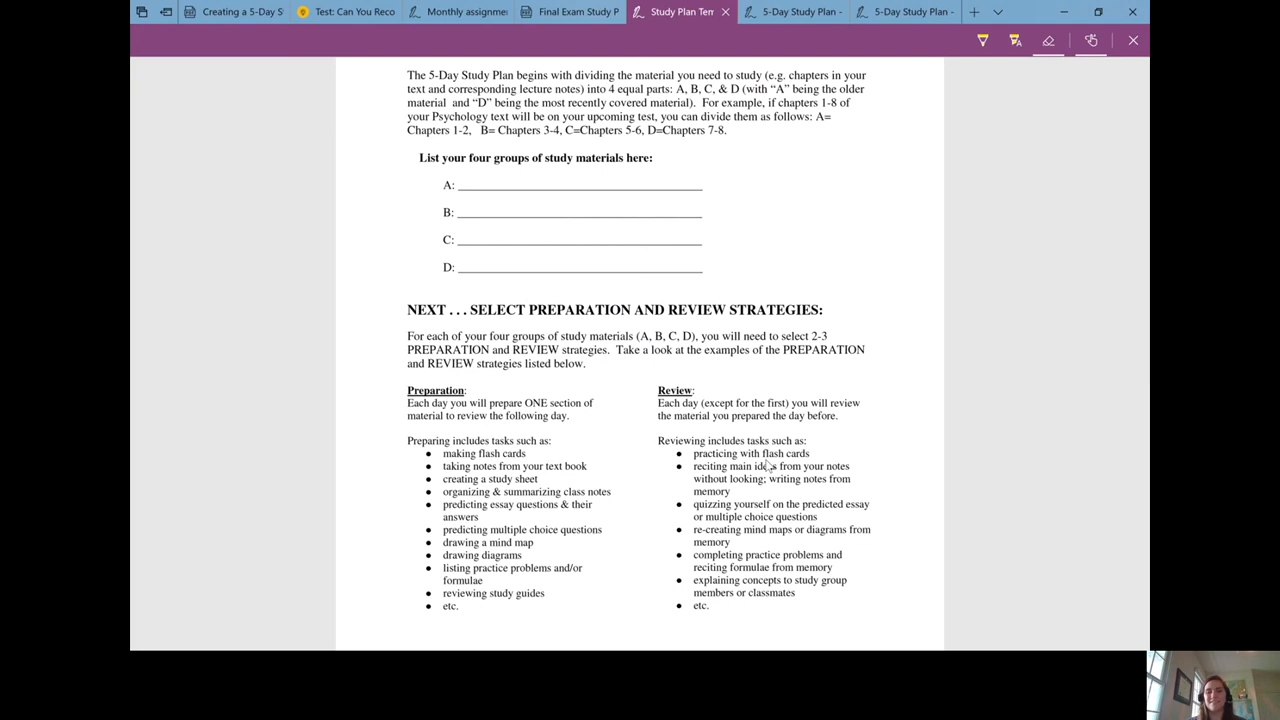 Creating a 5-Day S
Test: Can You Reco
Monthly assignme
Final Exam Study P
Study Plan Tem
5-Day Study Plan -
5-Day Study Plan -
The 5-Day Study Plan begins with dividing the material you need to study (e.g. chapters in your
text and corresponding lecture notes) into 4 equal parts: A, B, C, & D (with “A” being the older
material and “D” being the most recently covered material). For example, if chapters 1-8 of
your Psychology text will be on your upcoming test, you can divide them as follows: A=
Chapters 1-2, B= Chapters 3-4, C=Chapters 5-6, D=Chapters 7-8.
List your four groups of study materials here:
A: ________________________________________
B: ________________________________________
C: ________________________________________
D: ________________________________________
NEXT . . . SELECT PREPARATION AND REVIEW STRATEGIES:
For each of your four groups of study materials (A, B, C, D), you will need to select 2-3
PREPARATION and REVIEW strategies. Take a look at the examples of the PREPARATION
and REVIEW strategies listed below.
Preparation:
Each day you will prepare ONE section of
material to review the following day.
Preparing includes tasks such as:
● making flash cards
● taking notes from your text book
● creating a study sheet
● organizing & summarizing class notes
● predicting essay questions & their
answers
● predicting multiple choice questions
● drawing a mind map
● drawing diagrams
● listing practice problems and/or
formulae
● reviewing study guides
● etc.
Review:
Each day (except for the first) you will review
the material you prepared the day before.
Reviewing includes tasks such as:
● practicing with flash cards
● reciting main ideas from your notes
without looking; writing notes from
memory
● quizzing yourself on the predicted essay
or multiple choice questions
● re-creating mind maps or diagrams from
memory
● completing practice problems and
reciting formulae from memory
● explaining concepts to study group
members or classmates
● etc.